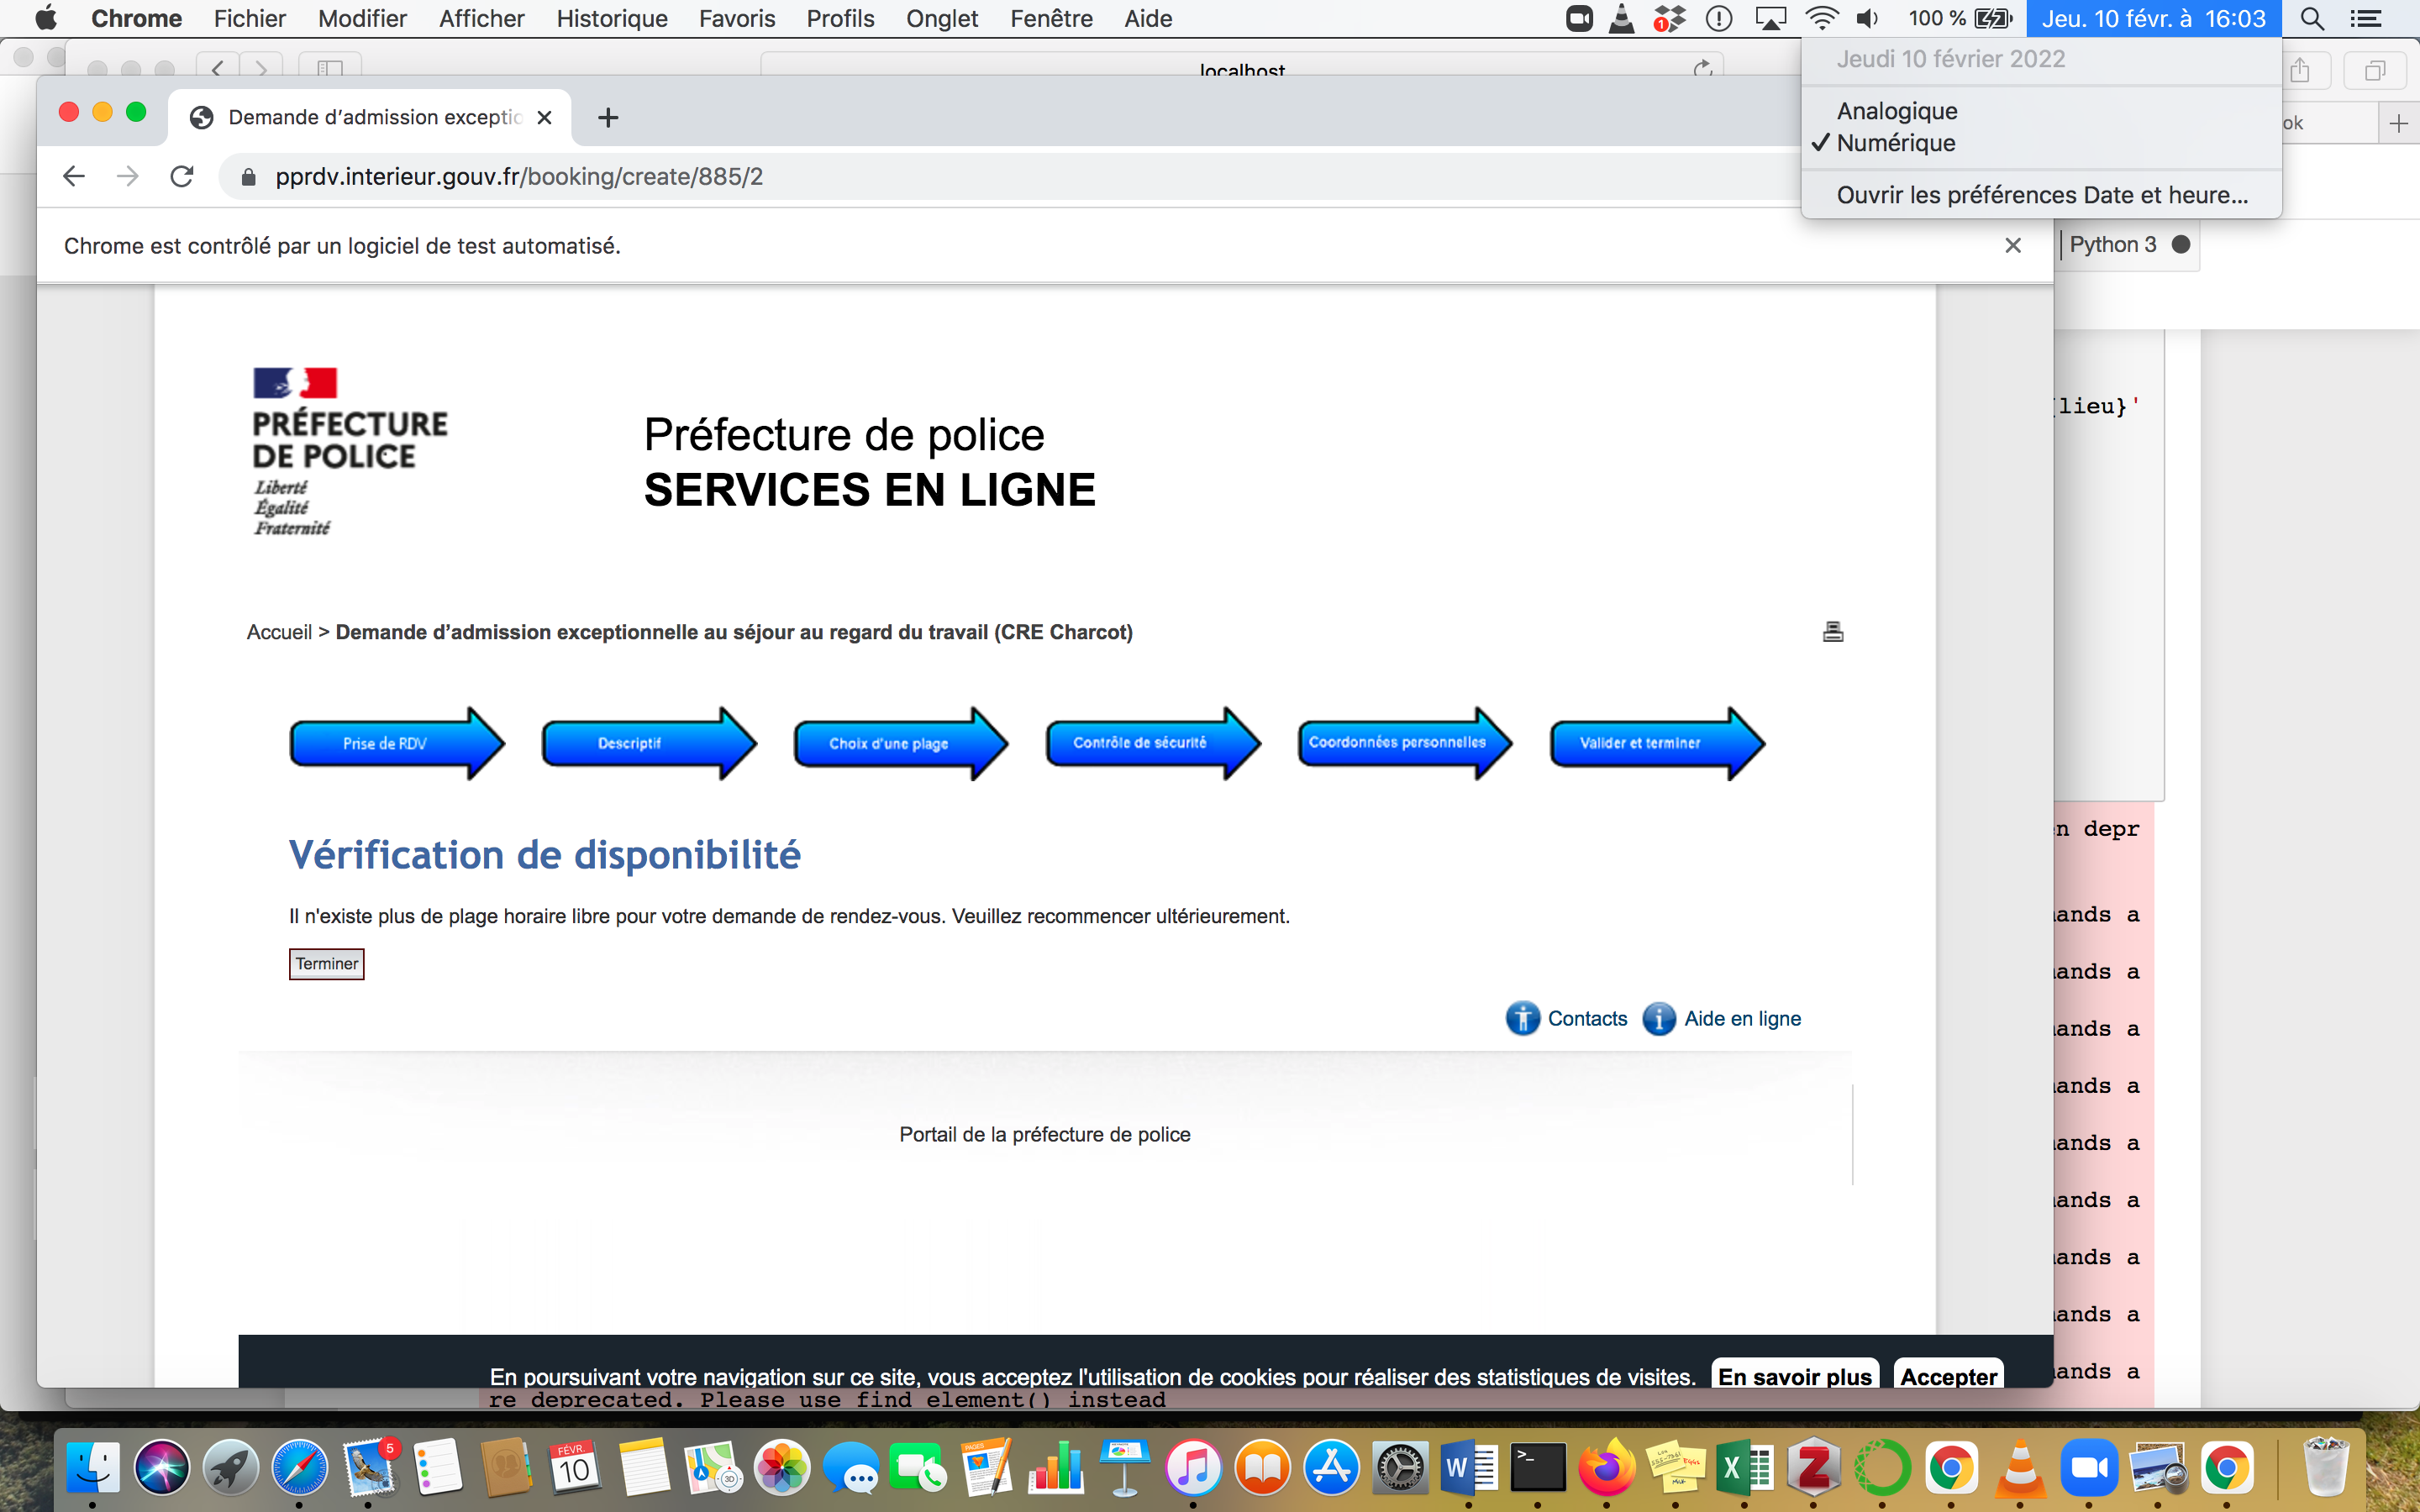 Chrome Fichier Modifier Afficher Historique Favoris Profils Onglet Fenêtre Aide 1 100 % Jeu. 10 févr. à 16:03
Jeudi 10 février 2022
Analogique
✓ Numérique
Ouvrir les préférences Date et heure...
localhost
ok
Demande d'admission exceptio
pprdv.interieur.gouv.fr/booking/create/885/2
Chrome est contrôlé par un logiciel de test automatisé.
Python 3
PRÉFECTURE
DE POLICE
Liberté
Égalité
Fraternité
Préfecture de police
SERVICES EN LIGNE
{lieu}'
Accueil > Demande d'admission exceptionnelle au séjour au regard du travail (CRE Charcot)
Prise de RDV
Descriptif
Choix d'une plage
Contrôle de sécurité
Coordonnées personnelles
Valider et terminer
n depr
Vérification de disponibilité
Il n'existe plus de plage horaire libre pour votre demande de rendez-vous. Veuillez recommencer ultérieurement.
Terminer
ands a
ands a
Contacts
Aide en ligne
ands a
ands a
Portail de la préfecture de police
ands a
ands a
ands a
ands a
ands a
En poursuivant votre navigation sur ce site, vous acceptez l'utilisation de cookies pour réaliser des statistiques de visites. En savoir plus Accepter
re deprecated. Please use find element() instead
5
FÉVR.
10
3D
PAGES
W
>_
X
Z